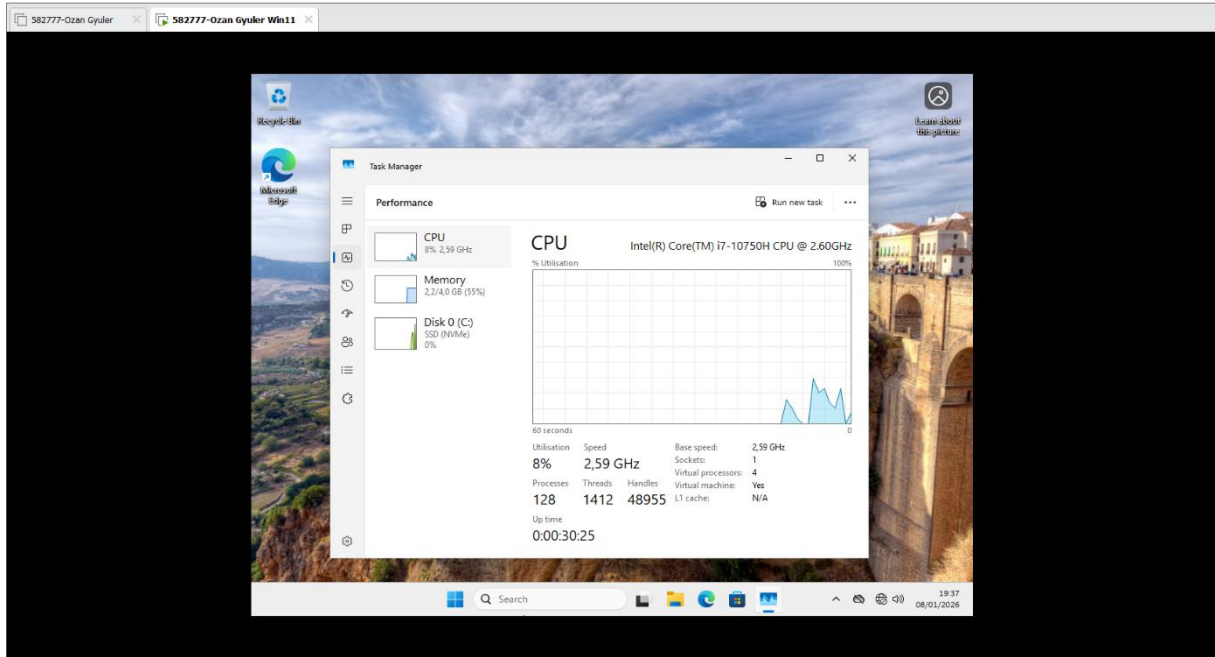 582777-Ozan Gyuler
582777-Ozan Gyuler Win11
Recycle Bin
Learn about
this picture
Microsoft
Edge
Task Manager
Performance
Run new task
CPU
8% 2,59 GHz
Memory
2,2/4,0 GB (55%)
Disk 0 (C:)
SSD (NVMe)
0%
CPU
Intel(R) Core(TM) i7-10750H CPU @ 2.60GHz
% Utilisation
100%
60 seconds
0
Utilisation Speed
8% 2,59 GHz
Processes Threads Handles
128 1412 48955
Up time
0:00:30:25
Base speed: 2,59 GHz
Sockets: 1
Virtual processors: 4
Virtual machine: Yes
L1 cache: N/A
Search
19:37
08/01/2026